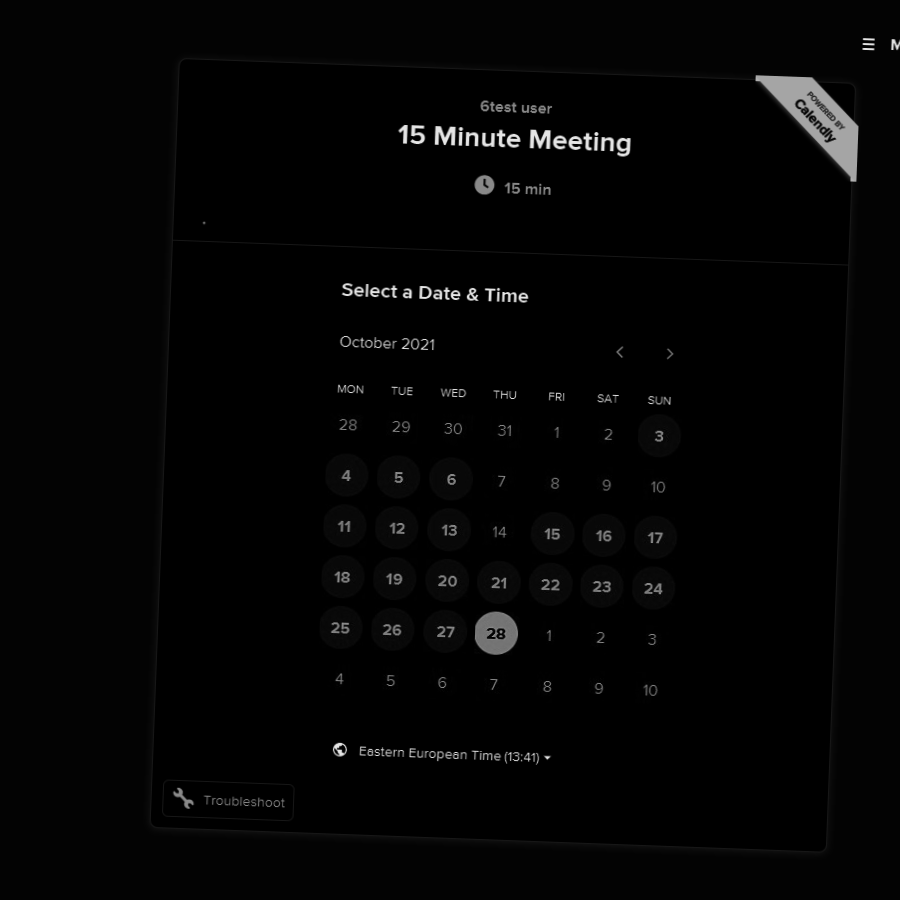 M
POWERED BY
Calendly
6test user
15 Minute Meeting
15 min
Select a Date & Time
October 2021
MON TUE WED THU FRI SAT SUN
28 29 30 31 1 2 3
4 5 6 7 8 9 10
11 12 13 14 15 16 17
18 19 20 21 22 23 24
25 26 27 28 1 2 3
4 5 6 7 8 9 10
Eastern European Time (13:41)
Troubleshoot